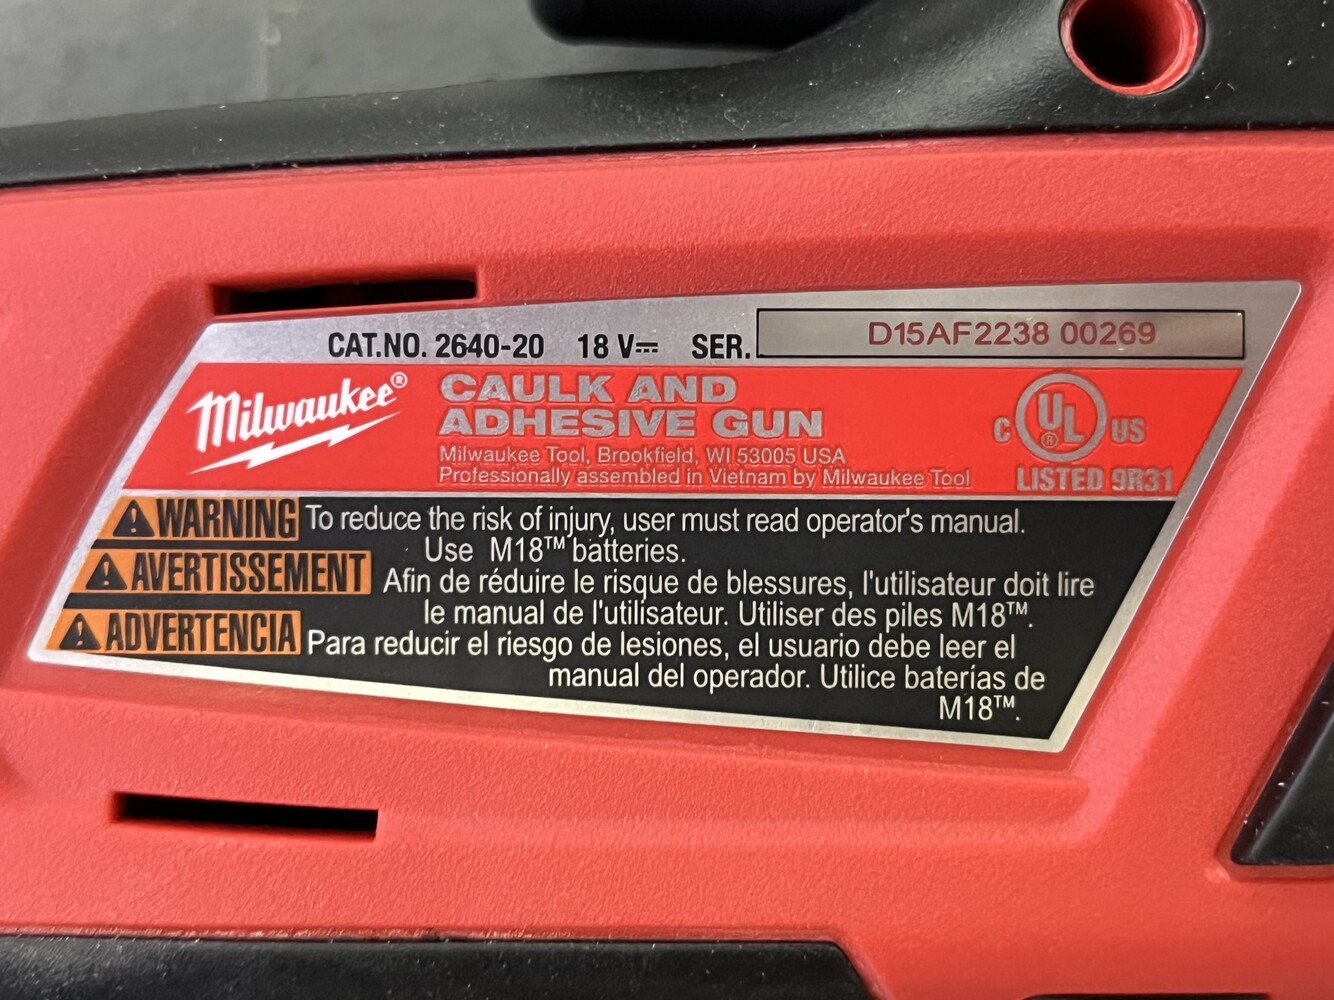 CAT.NO. 2640-20 18 V⎓ SER. D15AF2238 00269
Milwaukee®
CAULK AND
ADHESIVE GUN
Milwaukee Tool, Brookfield, WI 53005 USA
Professionally assembled in Vietnam by Milwaukee Tool
C UL® US
LISTED 9R31
⚠WARNING To reduce the risk of injury, user must read operator's manual.
Use M18™ batteries.
⚠AVERTISSEMENT Afin de réduire le risque de blessures, l'utilisateur doit lire
le manual de l'utilisateur. Utiliser des piles M18™.
⚠ADVERTENCIA Para reducir el riesgo de lesiones, el usuario debe leer el
manual del operador. Utilice baterías de
M18™.